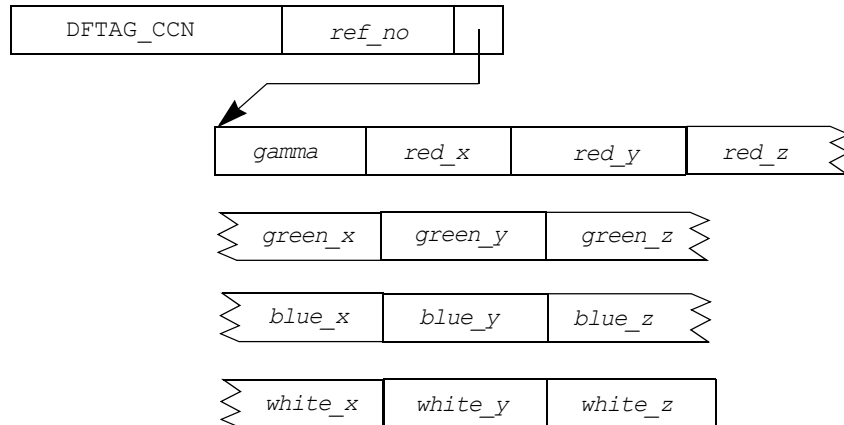 DFTAG_CCN ref_no
gamma red_x red_y red_z
green_x green_y green_z
blue_x blue_y blue_z
white_x white_y white_z